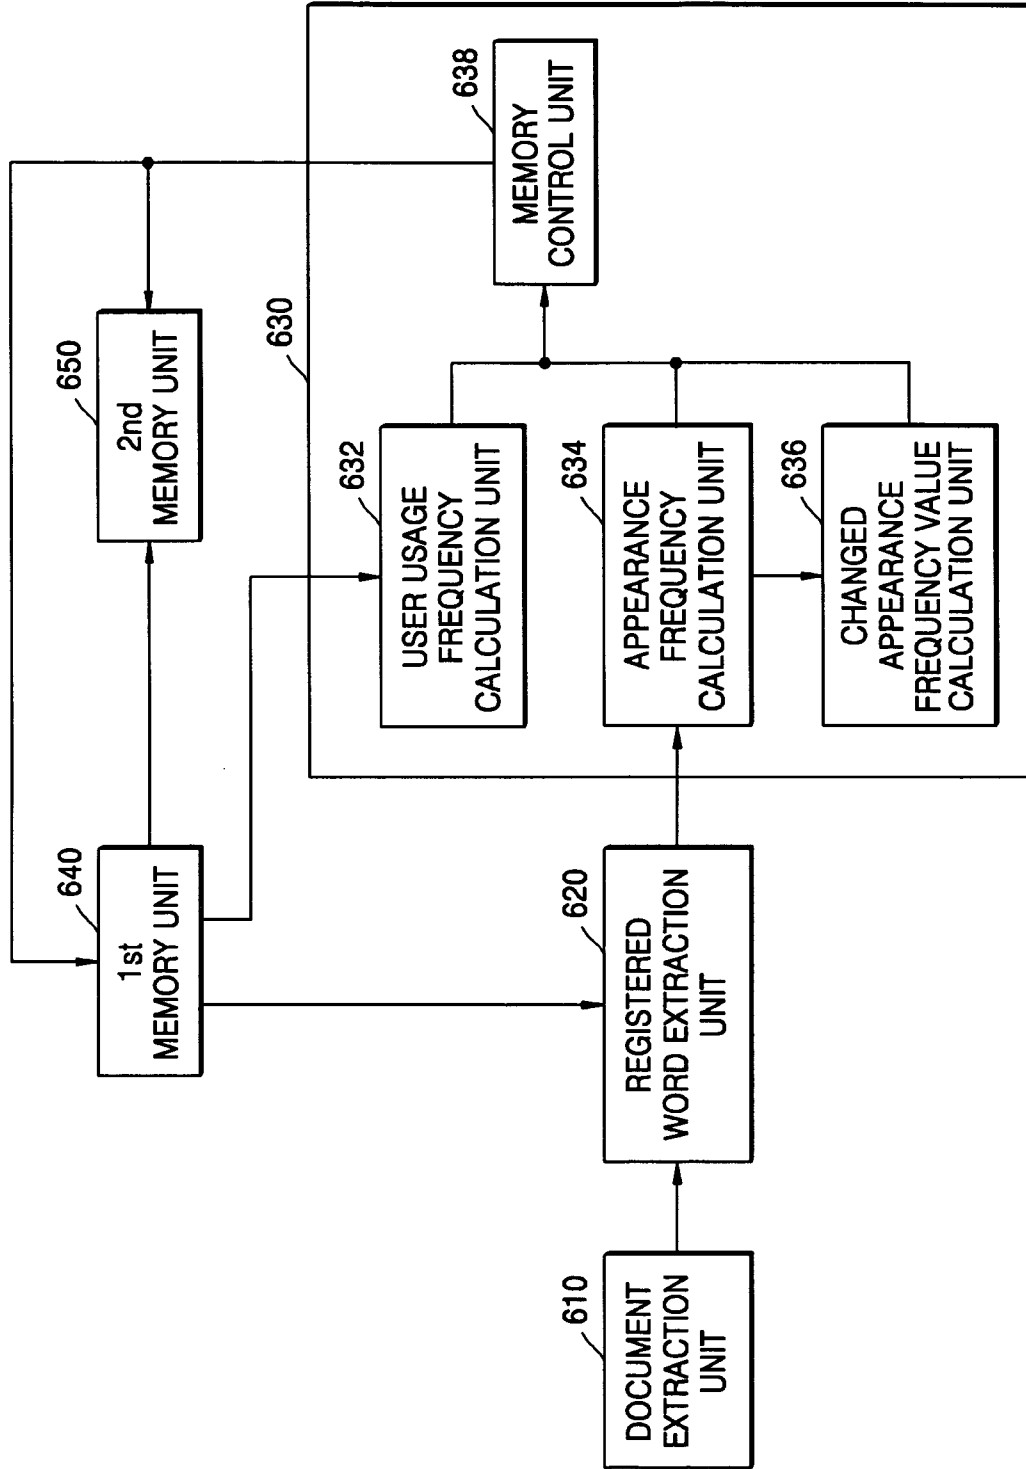 640
1st
MEMORY UNIT
650
2nd
MEMORY UNIT
630
632
USER USAGE
FREQUENCY
CALCULATION UNIT
638
MEMORY
CONTROL UNIT
610
DOCUMENT
EXTRACTION
UNIT
620
REGISTERED
WORD EXTRACTION
UNIT
634
APPEARANCE
FREQUENCY
CALCULATION UNIT
636
CHANGED
APPEARANCE
FREQUENCY VALUE
CALCULATION UNIT